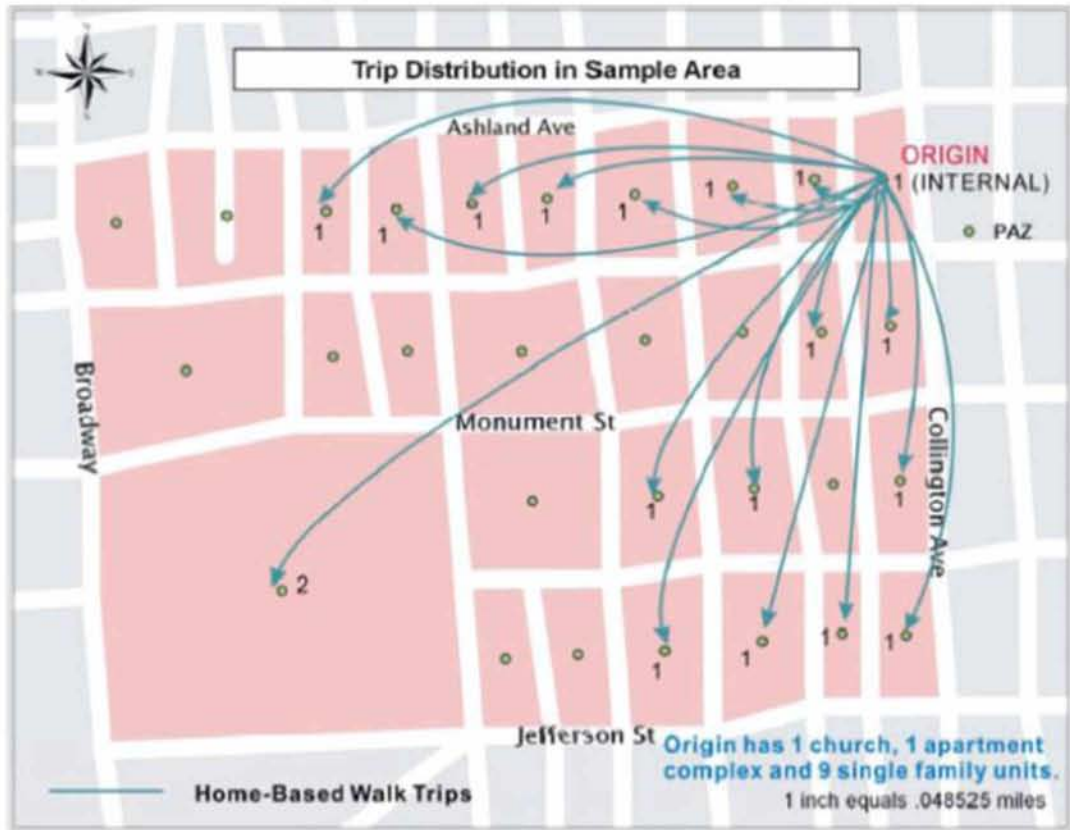 Trip Distribution in Sample Area
Ashland Ave
ORIGIN
1 (INTERNAL)
PAZ
1
1
1
1
1
1
1
Broadway
1
1
Monument St
Collington Ave
1
1
1
2
1
1
1
1
Jefferson St
Origin has 1 church, 1 apartment
complex and 9 single family units.
1 inch equals .048525 miles
Home-Based Walk Trips